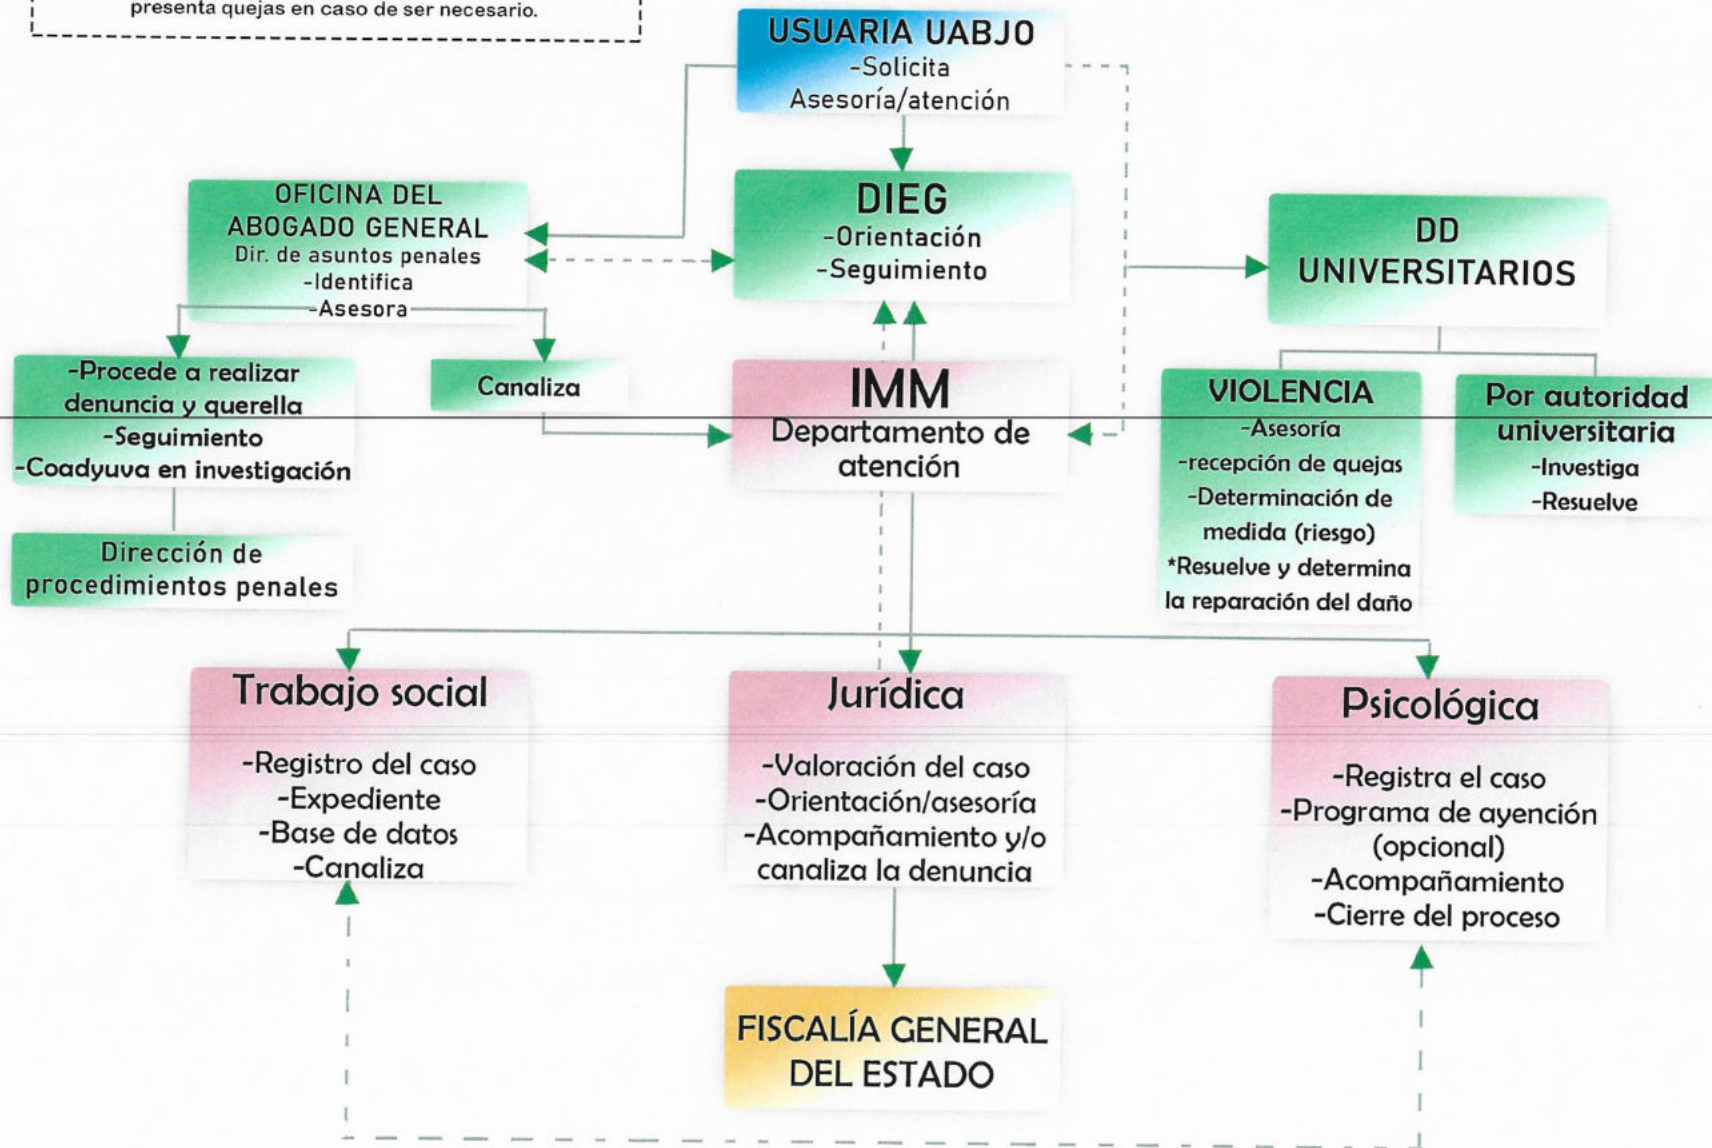 presenta quejas en caso de ser necesario.
USUARIA UABJO
-Solicita
Asesoría/atención
OFICINA DEL
ABOGADO GENERAL
Dir. de asuntos penales
-Identifica
-Asesora
DIEG
-Orientación
-Seguimiento
DD
UNIVERSITARIOS
-Procede a realizar
denuncia y querella
-Seguimiento
-Coadyuva en investigación
Canaliza
IMM
Departamento de
atención
VIOLENCIA
-Asesoría
-recepción de quejas
-Determinación de
medida (riesgo)
*Resuelve y determina
la reparación del daño
Por autoridad
universitaria
-Investiga
-Resuelve
Dirección de
procedimientos penales
Trabajo social
-Registro del caso
-Expediente
-Base de datos
-Canaliza
Jurídica
-Valoración del caso
-Orientación/asesoría
-Acompañamiento y/o
canaliza la denuncia
Psicológica
-Registra el caso
-Programa de ayención
(opcional)
-Acompañamiento
-Cierre del proceso
FISCALÍA GENERAL
DEL ESTADO